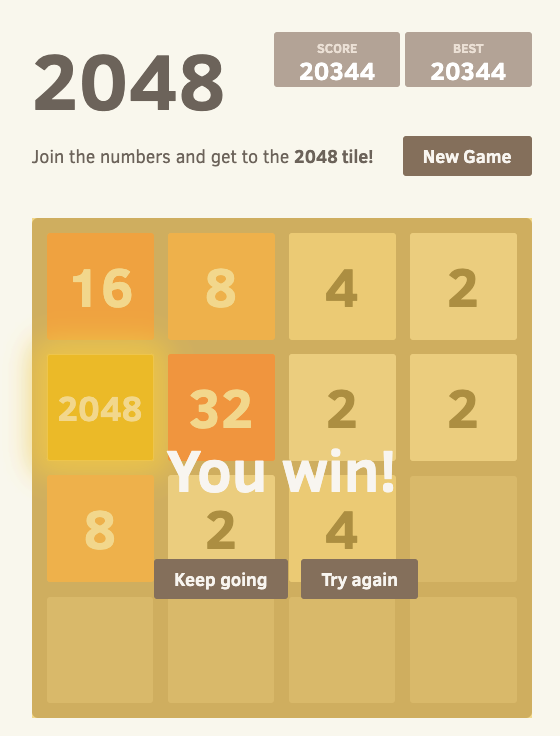 2048
SCORE
20344
BEST
20344
Join the numbers and get to the 2048 tile!
New Game
16 8 4 2
2048 32 2 2
You win!
8 2 4
Keep going
Try again